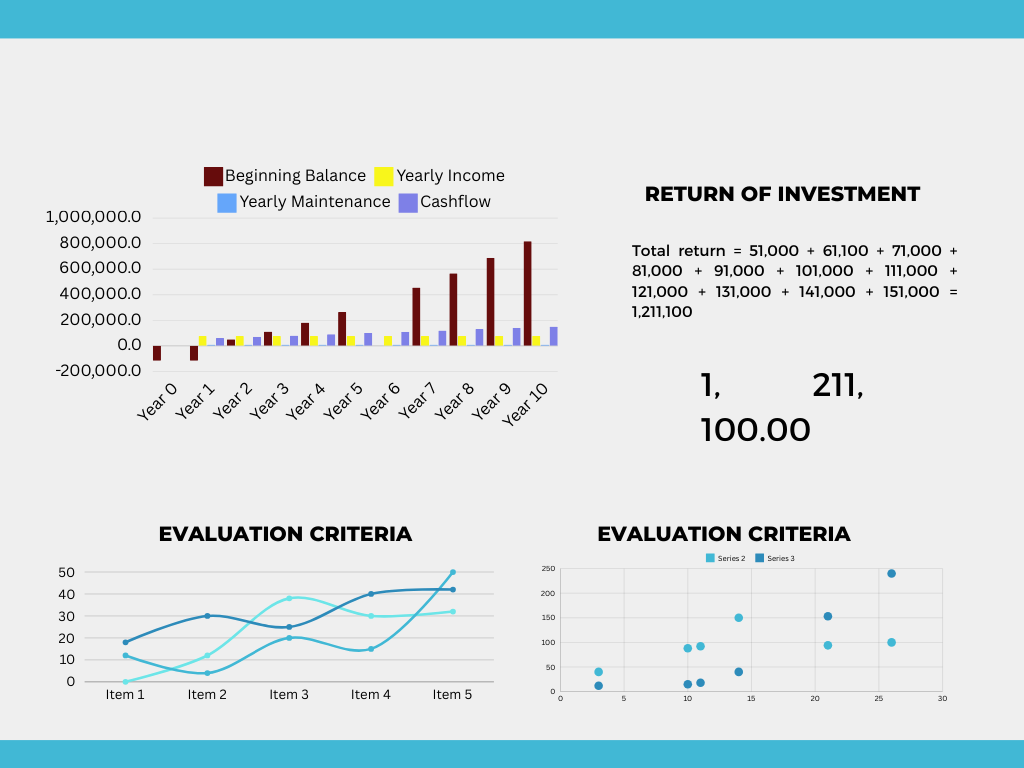 Beginning Balance Yearly Income
Yearly Maintenance Cashflow
1,000,000.0
800,000.0
600,000.0
400,000.0
200,000.0
0.0
-200,000.0
Year 0 Year 1 Year 2 Year 3 Year 4 Year 5 Year 6 Year 7 Year 8 Year 9 Year 10
RETURN OF INVESTMENT
Total return = 51,000 + 61,100 + 71,000 +
81,000 + 91,000 + 101,000 + 111,000 +
121,000 + 131,000 + 141,000 + 151,000 =
1,211,100
1, 211,
100.00
EVALUATION CRITERIA
50
40
30
20
10
0
Item 1 Item 2 Item 3 Item 4 Item 5
EVALUATION CRITERIA
Series 2 Series 3
250
200
150
100
50
0
0 5 10 15 20 25 30